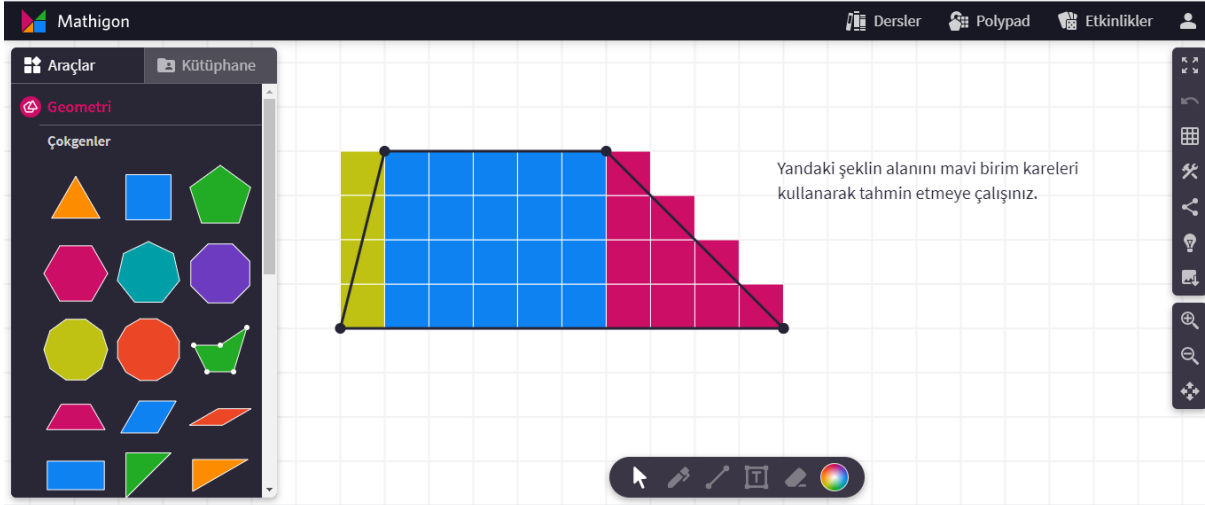 Mathigon
Dersler
Polypad
Etkinlikler
Araçlar
Kütüphane
Geometri
Çokgenler
Yandaki şeklin alanını mavi birim kareleri
kullanarak tahmin etmeye çalışınız.
T